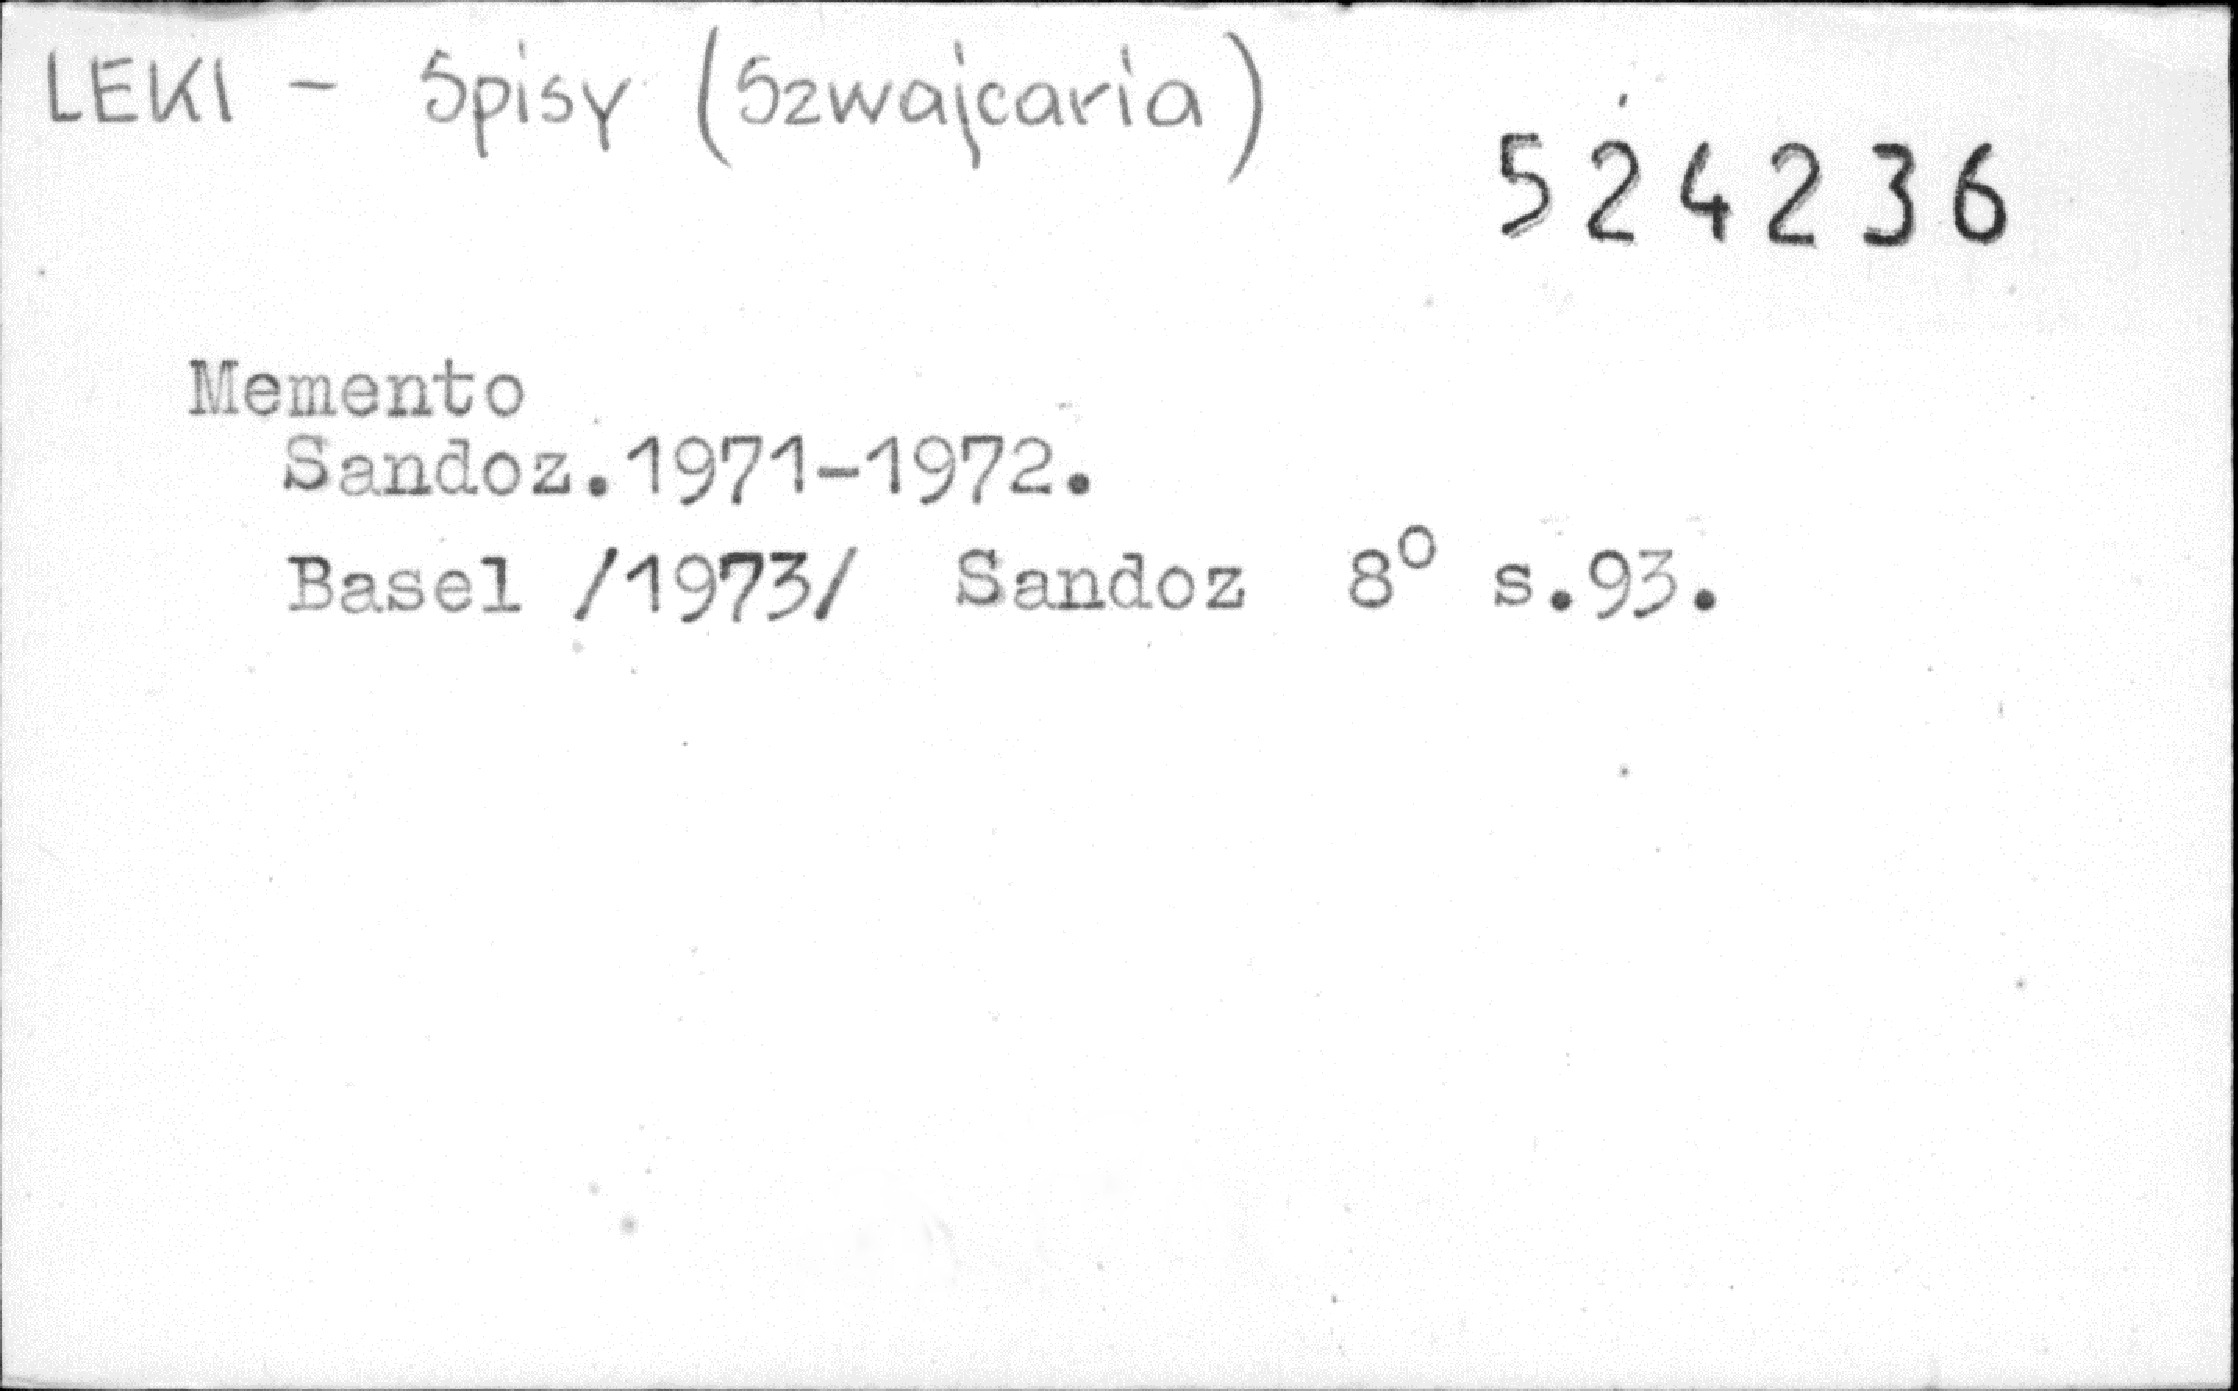 LEKI - Spisy (Szwajcaria)
524236
Memento
Sandoz.1971-1972.
Basel /1973/ Sandoz 8° s.93.